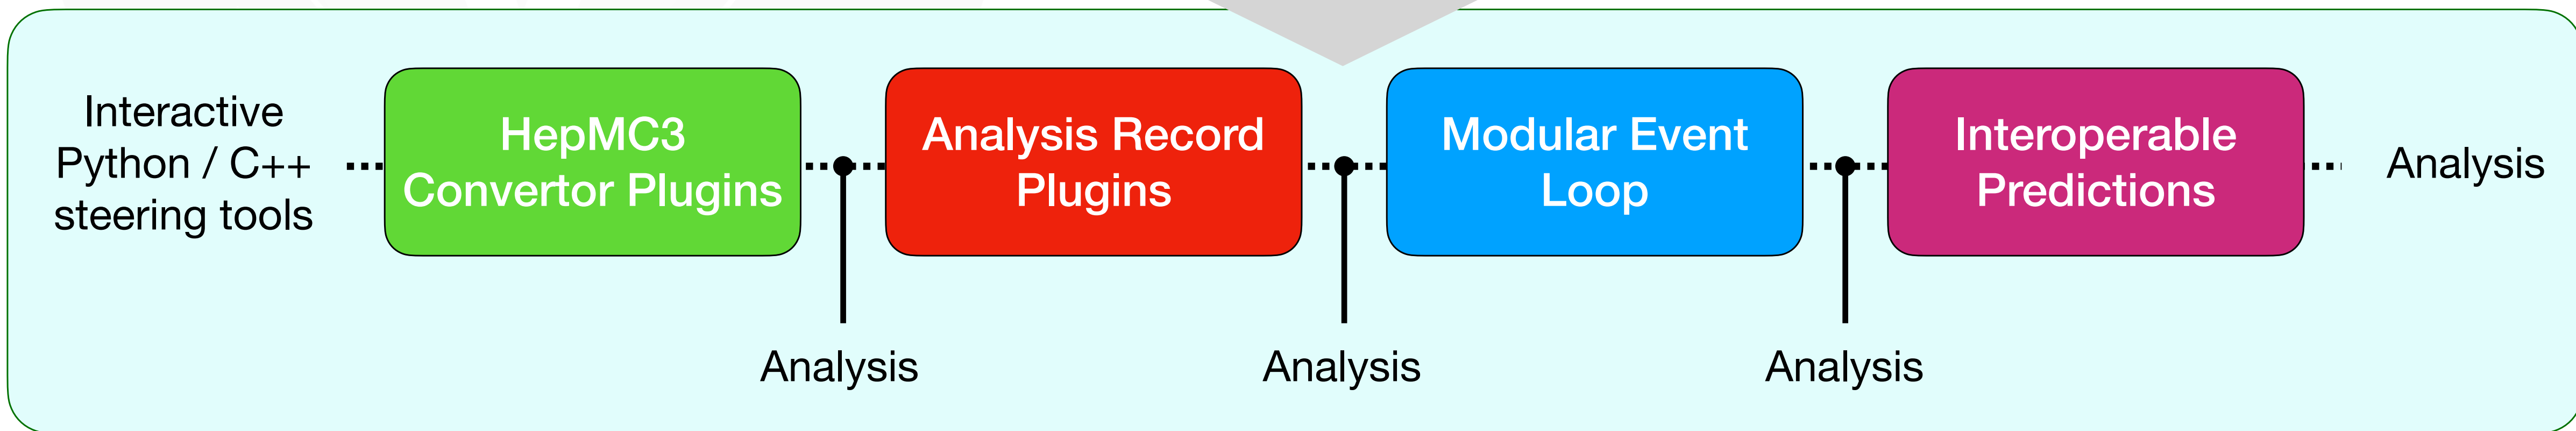 Interactive
Python / C++
steering tools
HepMC3
Convertor Plugins
Analysis Record
Plugins
Modular Event
Loop
Interoperable
Predictions
Analysis
Analysis
Analysis
Analysis